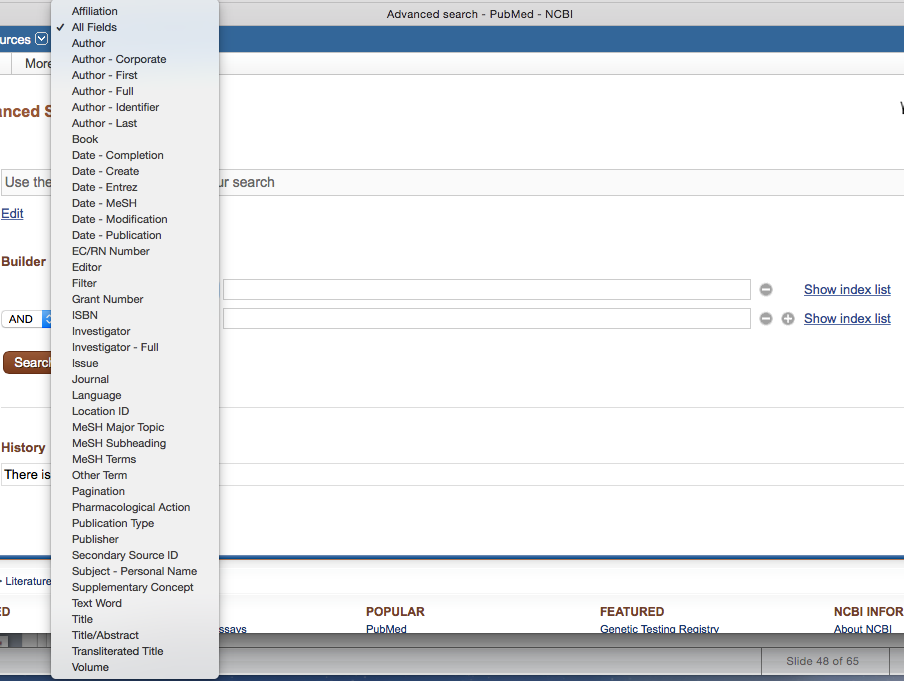 Advanced search - PubMed - NCBI
Affiliation
All Fields
Author
Author - Corporate
Author - First
Author - Full
Author - Identifier
Author - Last
Book
Date - Completion
Date - Create
Date - Entrez
Date - MeSH
Date - Modification
Date - Publication
EC/RN Number
Editor
Filter
Grant Number
ISBN
Investigator
Investigator - Full
Issue
Journal
Language
Location ID
MeSH Major Topic
MeSH Subheading
MeSH Terms
Other Term
Pagination
Pharmacological Action
Publication Type
Publisher
Secondary Source ID
Subject - Personal Name
Supplementary Concept
Text Word
Title
Title/Abstract
Transliterated Title
Volume
urces
More
anced S
Use the
ur search
Edit
Builder
Show index list
AND
Show index list
Search
History
There is
Literature
ED
POPULAR
FEATURED
NCBI INFOR
ssays
PubMed
Genetic Testing Registry
About NCBI
Slide 48 of 65